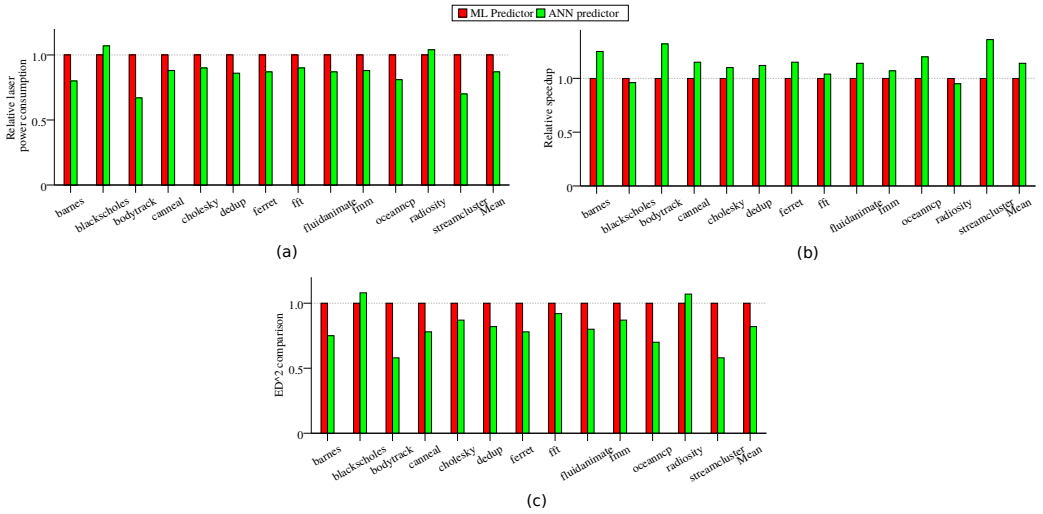 ML Predictor ANN predictor
Relative laser
power consumption
1.0
0.5
0
barnes
blackscholes
bodytrack
canneal
cholesky
dedup
ferret
fft
fluidanimate
fmm
oceanncp
radiosity
streamcluster
Mean
(a)
Relative speedup
1.0
0.5
0
barnes
blackscholes
bodytrack
canneal
cholesky
dedup
ferret
fft
fluidanimate
fmm
oceanncp
radiosity
streamcluster
Mean
(b)
ED^2 comparison
1.0
0.5
0
barnes
blackscholes
bodytrack
canneal
cholesky
dedup
ferret
fft
fluidanimate
fmm
oceanncp
radiosity
streamcluster
Mean
(c)